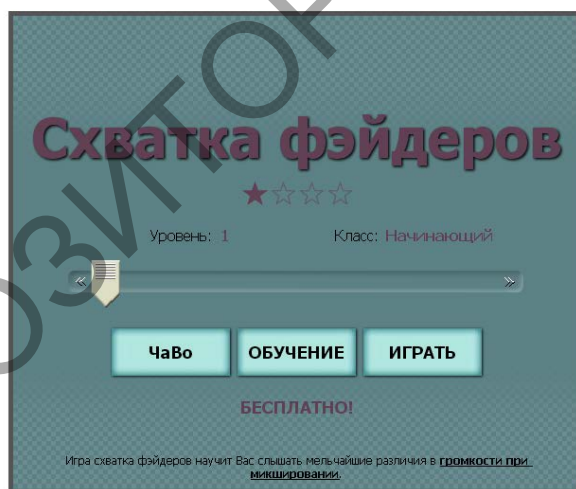 Схватка фэйдеров
Уровень: 1 Класс: Начинающий
ЧаВо ОБУЧЕНИЕ ИГРАТЬ
БЕСПЛАТНО!
Игра схватка фэйдеров научит Вас слышать мельчайшие различия в громкости при
микшировании.